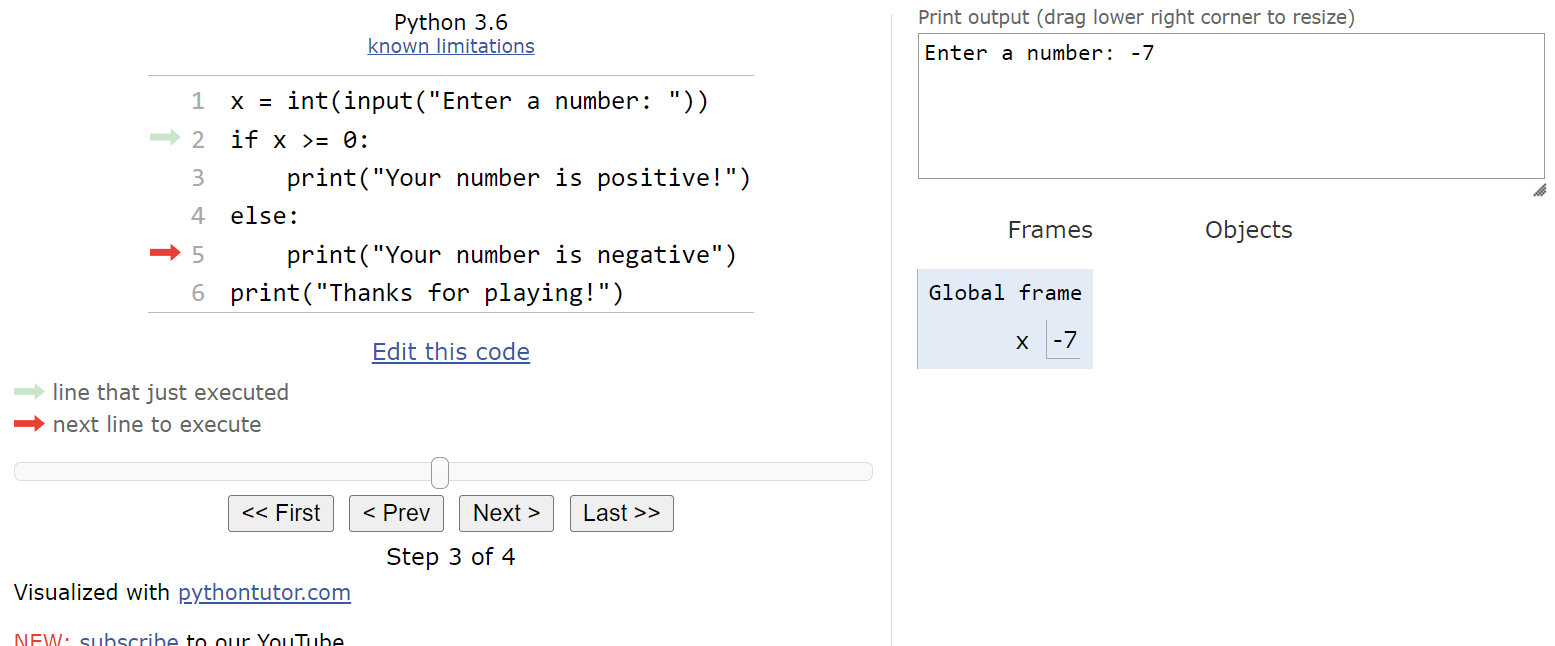 Python 3.6
known limitations
1 x = int(input("Enter a number: "))
2 if x >= 0:
3     print("Your number is positive!")
4 else:
5     print("Your number is negative")
6 print("Thanks for playing!")
Edit this code
line that just executed
next line to execute
<< First < Prev Next > Last >>
Step 3 of 4
Visualized with pythontutor.com
NEW: subscribe to our YouTube
Print output (drag lower right corner to resize)
Enter a number: -7
Frames Objects
Global frame
x -7